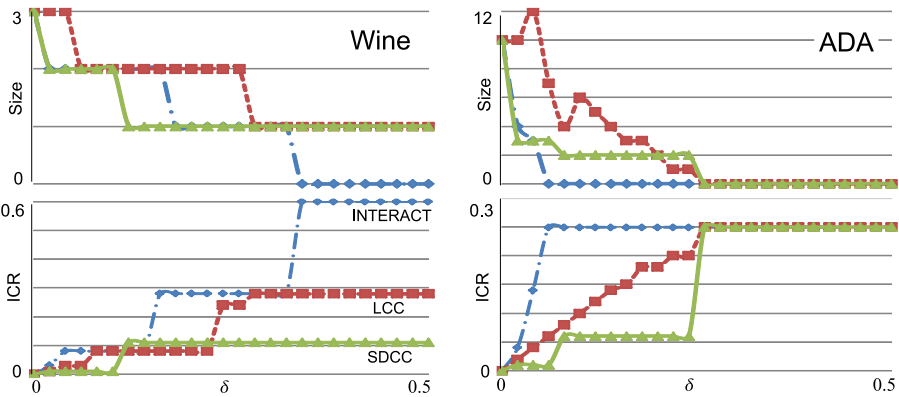 3
Wine
Size
0
0.6
INTERACT
ICR
LCC
SDCC
0
0 δ 0.5
12
ADA
Size
0
0.3
ICR
0
0 δ 0.5